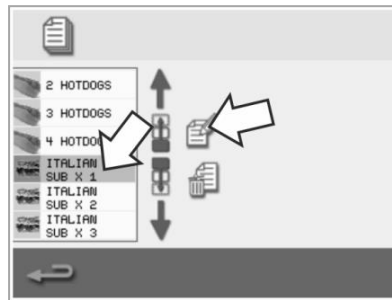 2 HOTDOGS
3 HOTDOGS
4 HOTDO
ITALIAN
SUB X 1
ITALIAN
SUB X 2
ITALIAN
SUB X 3